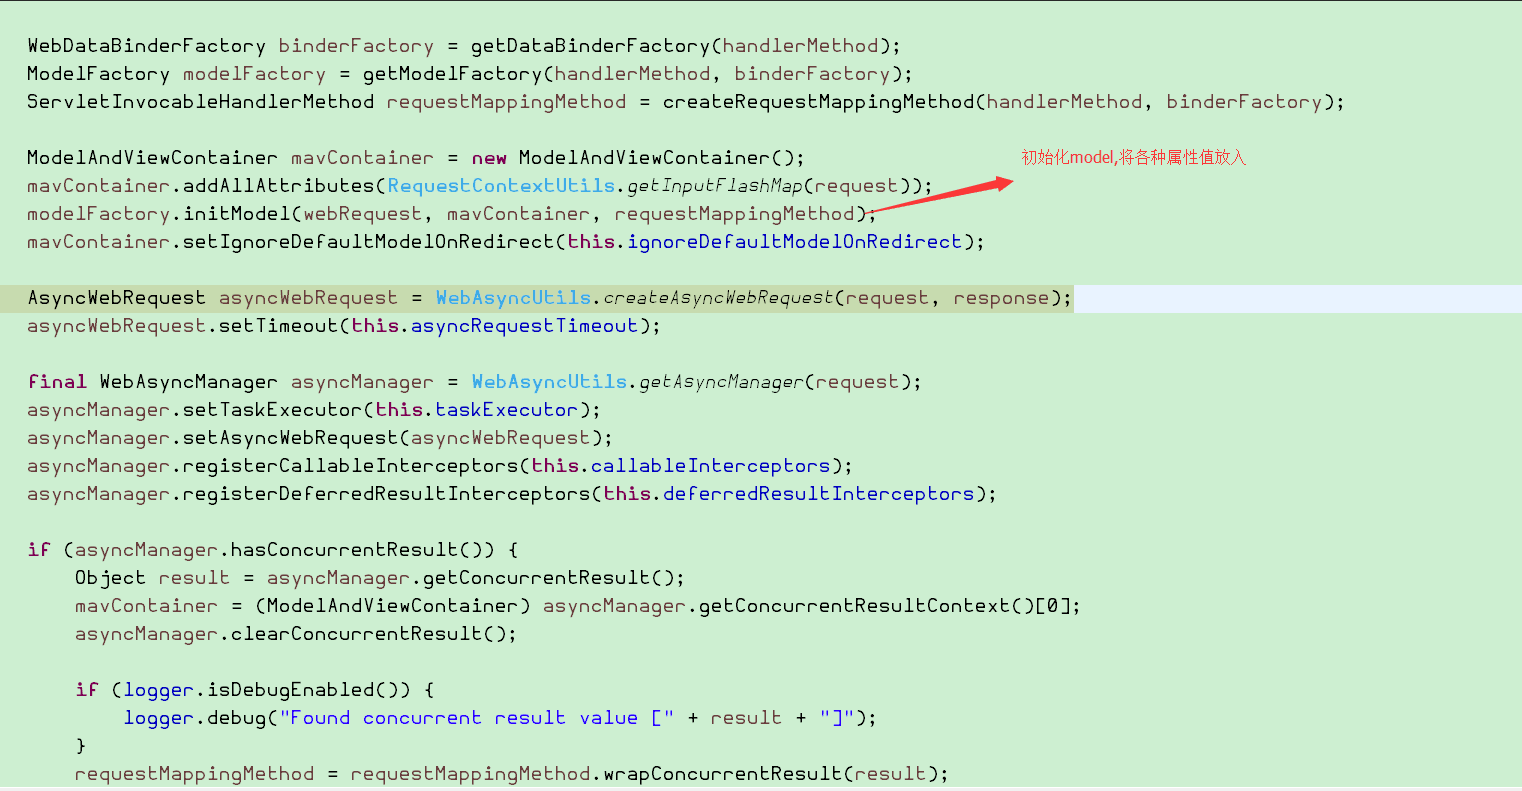 WebDataBinderFactory binderFactory = getDataBinderFactory(handlerMethod);
ModelFactory modelFactory = getModelFactory(handlerMethod, binderFactory);
ServletInvocableHandlerMethod requestMappingMethod = createRequestMappingMethod(handlerMethod, binderFactory);
ModelAndViewContainer mavContainer = new ModelAndViewContainer();
初始化model,将各种属性值放入
mavContainer.addAllAttributes(RequestContextUtils.getInputFlashMap(request));
modelFactory.initModel(webRequest, mavContainer, requestMappingMethod);
mavContainer.setIgnoreDefaultModelOnRedirect(this.ignoreDefaultModelOnRedirect);
AsyncWebRequest asyncWebRequest = WebAsyncUtils.createAsyncWebRequest(request, response);
asyncWebRequest.setTimeout(this.asyncRequestTimeout);
final WebAsyncManager asyncManager = WebAsyncUtils.getAsyncManager(request);
asyncManager.setTaskExecutor(this.taskExecutor);
asyncManager.setAsyncWebRequest(asyncWebRequest);
asyncManager.registerCallableInterceptors(this.callableInterceptors);
asyncManager.registerDeferredResultInterceptors(this.deferredResultInterceptors);
if (asyncManager.hasConcurrentResult()) {
    Object result = asyncManager.getConcurrentResult();
    mavContainer = (ModelAndViewContainer) asyncManager.getConcurrentResultContext()[0];
    asyncManager.clearConcurrentResult();
    if (logger.isDebugEnabled()) {
        logger.debug("Found concurrent result value [" + result + "]");
    }
    requestMappingMethod = requestMappingMethod.wrapConcurrentResult(result);